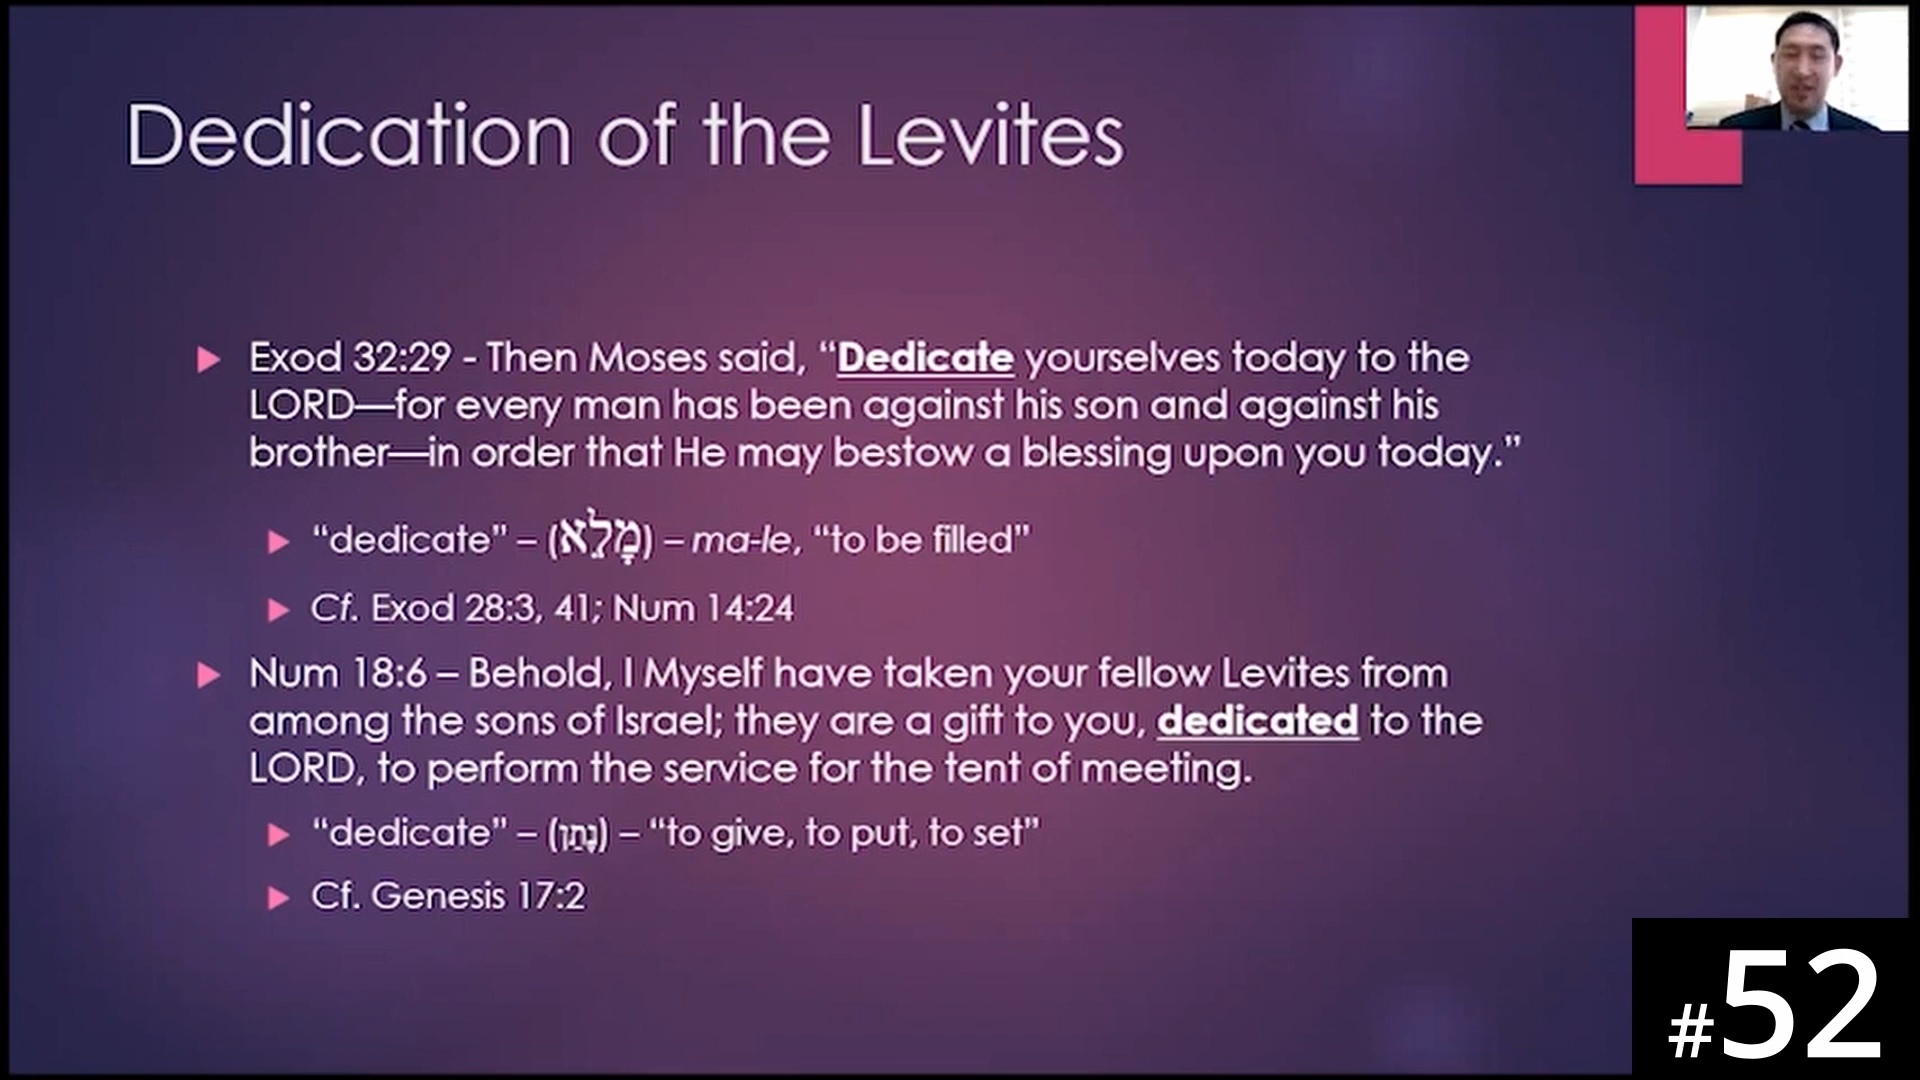 Dedication of the Levites
Exod 32:29 - Then Moses said, “Dedicate yourselves today to the
LORD—for every man has been against his son and against his
brother—in order that He may bestow a blessing upon you today.”
“dedicate” – (מָלֵא) – ma-le, “to be filled”
Cf. Exod 28:3, 41; Num 14:24
Num 18:6 – Behold, I Myself have taken your fellow Levites from
among the sons of Israel; they are a gift to you, dedicated to the
LORD, to perform the service for the tent of meeting.
“dedicate” – (נָתַן) – “to give, to put, to set”
Cf. Genesis 17:2
#52